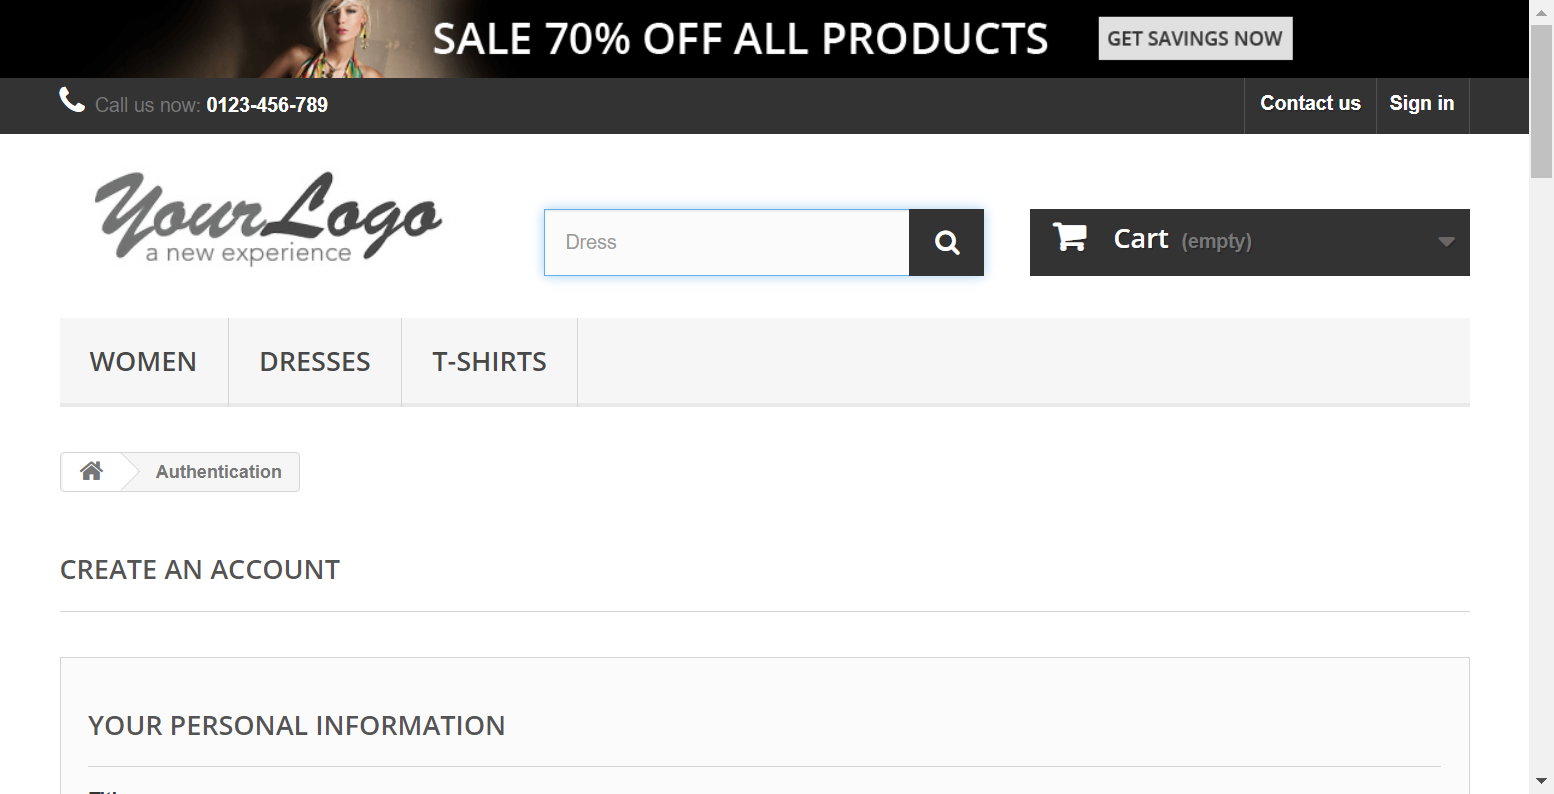 SALE 70% OFF ALL PRODUCTS
GET SAVINGS NOW
Call us now: 0123-456-789
Contact us
Sign in
YourLogo
a new experience
Dress
Cart (empty)
WOMEN
DRESSES
T-SHIRTS
Authentication
CREATE AN ACCOUNT
YOUR PERSONAL INFORMATION